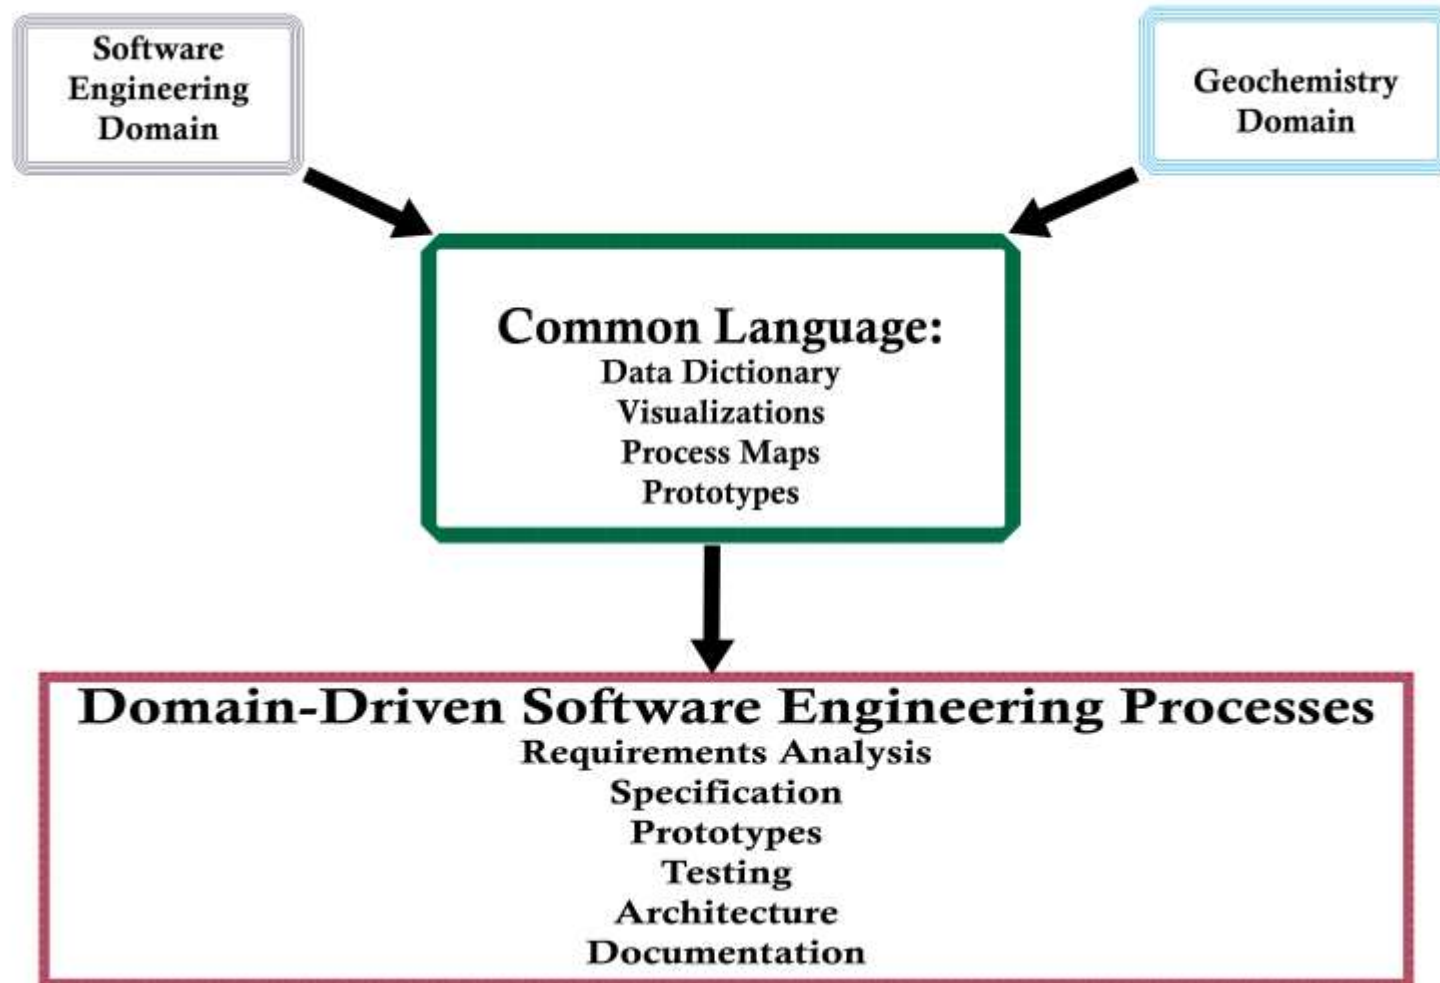 Software
Engineering
Domain
Geochemistry
Domain
Common Language:
Data Dictionary
Visualizations
Process Maps
Prototypes
Domain-Driven Software Engineering Processes
Requirements Analysis
Specification
Prototypes
Testing
Architecture
Documentation